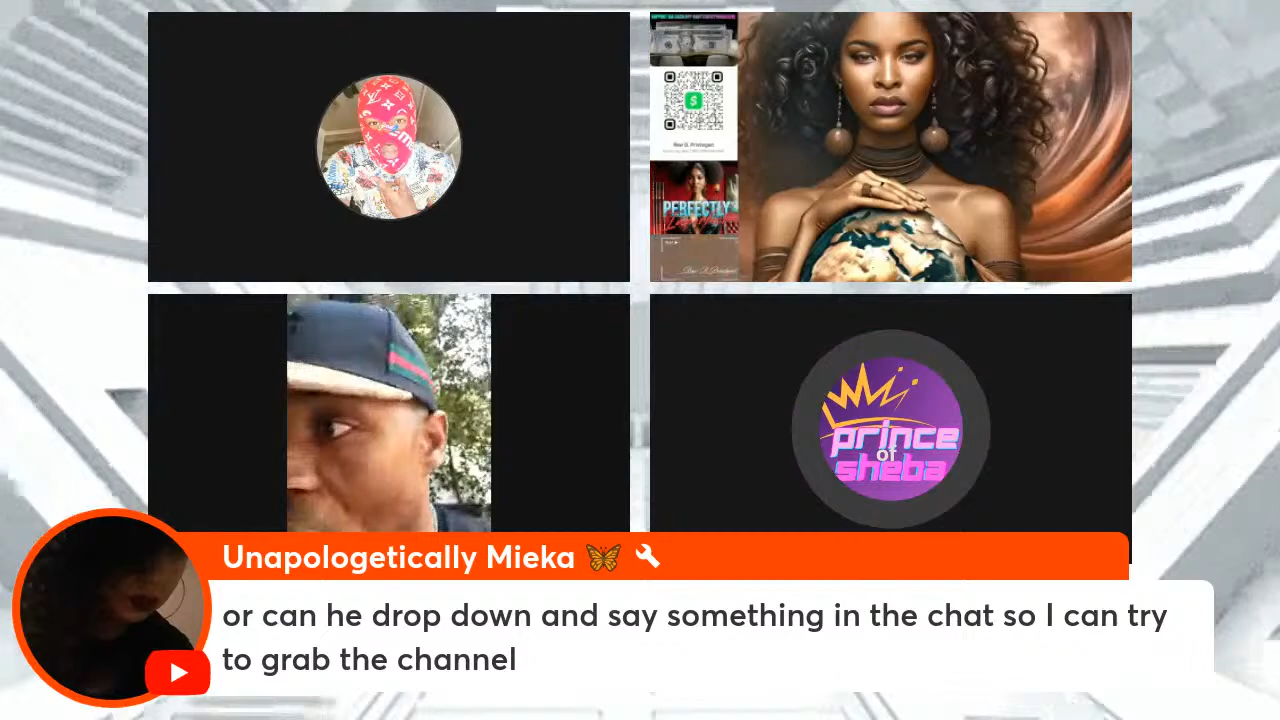 PERFECTLY
prince
of
sheba
Unapologetically Mieka 🦋 🔧
or can he drop down and say something in the chat so I can try
to grab the channel